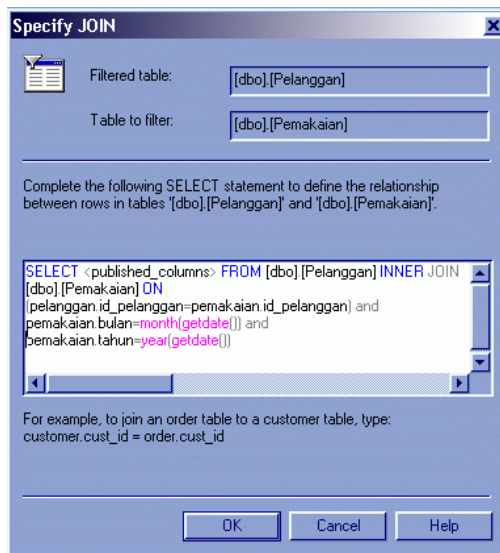 Specify JOIN
Filtered table:
[dbo].[Pelanggan]
Table to filter:
[dbo].[Pemakaian]
Complete the following SELECT statement to define the relationship
between rows in tables '[dbo].[Pelanggan]' and '[dbo].[Pemakaian]'.
SELECT <published_columns> FROM [dbo].[Pelanggan] INNER JOIN
[dbo].[Pemakaian] ON
(pelanggan.id_pelanggan=pemakaian.id_pelanggan) and
pemakaian.bulan=month(getdate()) and
pemakaian.tahun=year(getdate())
For example, to join an order table to a customer table, type:
customer.cust_id = order.cust_id
OK
Cancel
Help